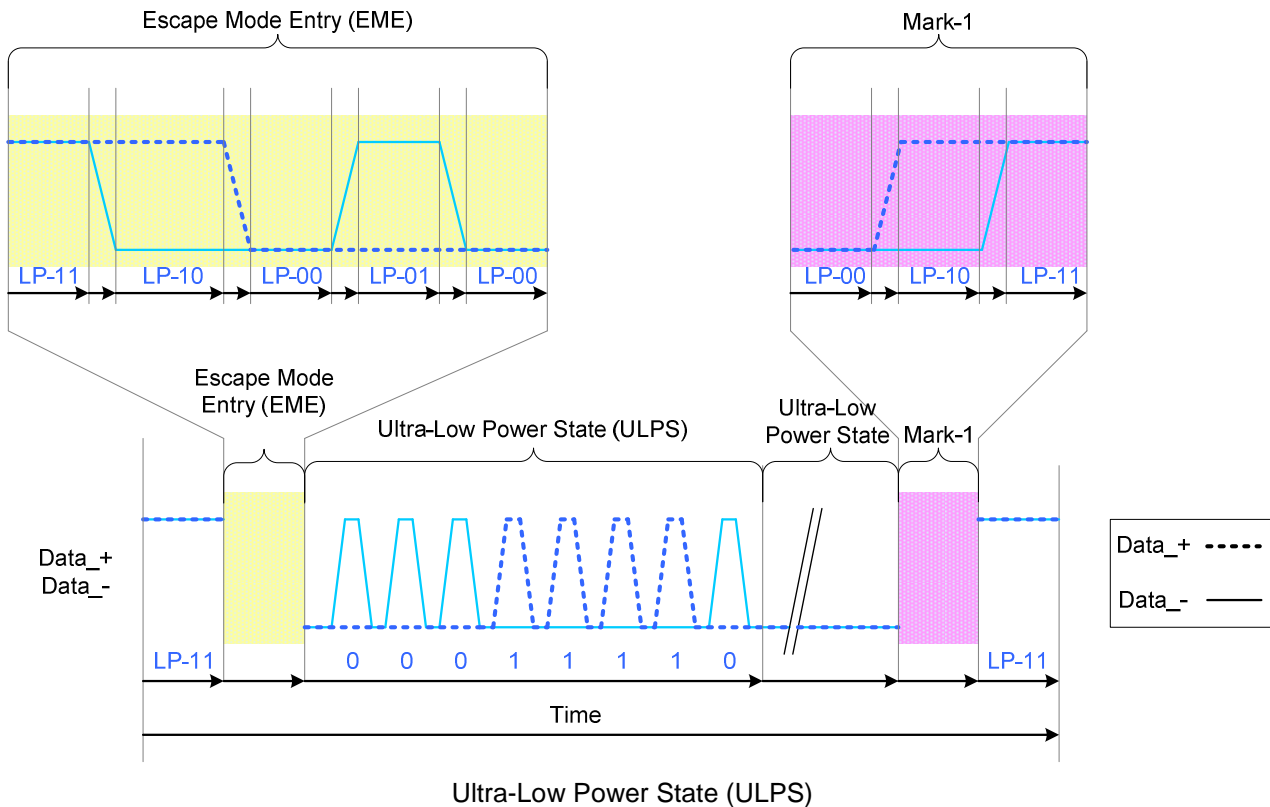 Escape Mode Entry (EME)
Mark-1
LP-11 LP-10 LP-00 LP-01 LP-00
LP-00 LP-10 LP-11
Escape Mode
Entry (EME)
Ultra-Low Power State (ULPS)
Ultra-Low
Power State
Mark-1
Data_+
Data_-
LP-11
0 0 0 1 1 1 1 0
LP-11
Time
Data_+
Data_-
Ultra-Low Power State (ULPS)